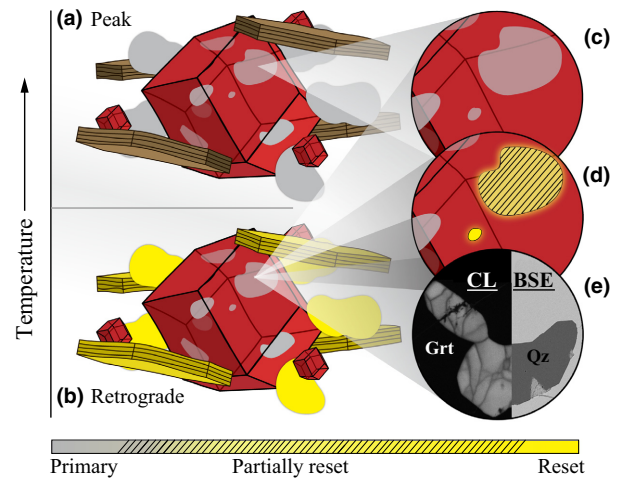 (a) Peak
(c)
(d)
(e)
CL
BSE
Grt
Qz
Temperature
(b) Retrograde
Primary
Partially reset
Reset